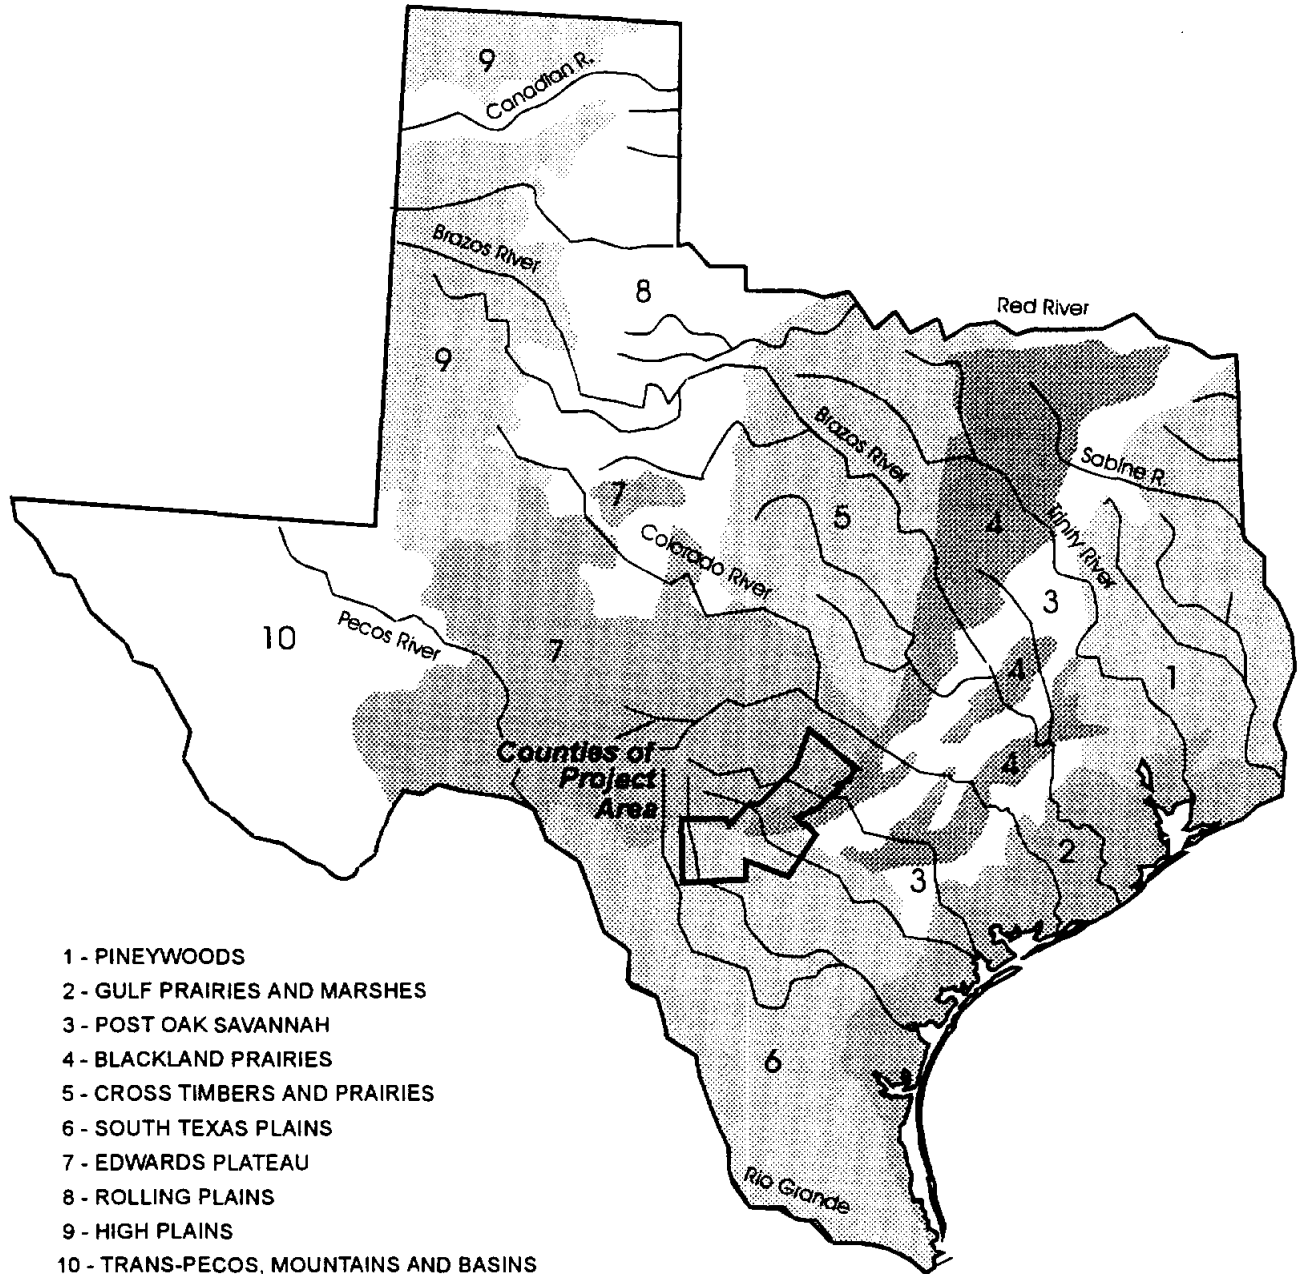 9
Canadian R.
Brazos River
8
Red River
9
Brazos River
Sabine R.
7
5
4
Trinity River
Colorado River
3
10
Pecos River
7
4
1
Counties of
Project
Area
4
2
3
6
Rio Grande
1 - PINEYWOODS
2 - GULF PRAIRIES AND MARSHES
3 - POST OAK SAVANNAH
4 - BLACKLAND PRAIRIES
5 - CROSS TIMBERS AND PRAIRIES
6 - SOUTH TEXAS PLAINS
7 - EDWARDS PLATEAU
8 - ROLLING PLAINS
9 - HIGH PLAINS
10 - TRANS-PECOS, MOUNTAINS AND BASINS